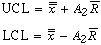 UCL = x̿ + A₂R̅
LCL = x̿ − A₂R̅